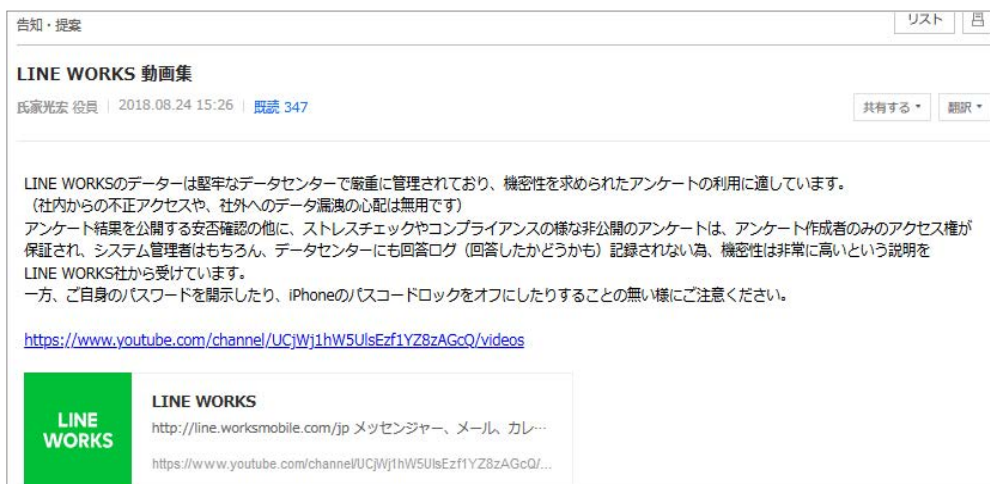 告知・提案
リスト
LINE WORKS 動画集
氏家光宏 役員 | 2018.08.24 15:26 | 既読 347
共有する
翻訳
LINE WORKSのデーターは堅牢なデータセンターで厳重に管理されており、機密性を求められたアンケートの利用に適しています。
（社内からの不正アクセスや、社外へのデータ漏洩の心配は無用です）
アンケート結果を公開する安否確認の他に、ストレスチェックやコンプライアンスの様な非公開のアンケートは、アンケート作成者のみのアクセス権が
保証され、システム管理者はもちろん、データセンターにも回答ログ（回答したかどうかも）記録されない為、機密性は非常に高いという説明を
LINE WORKS社から受けています。
一方、ご自身のパスワードを開示したり、iPhoneのパスコードロックをオフにしたりすることの無い様にご注意ください。
https://www.youtube.com/channel/UCjWj1hW5UlsEzf1YZ8zAGcQ/videos
LINE
WORKS
LINE WORKS
http://line.worksmobile.com/jp メッセンジャー、メール、カレ…
https://www.youtube.com/channel/UCjWj1hW5UlsEzf1YZ8zAGcQ/...